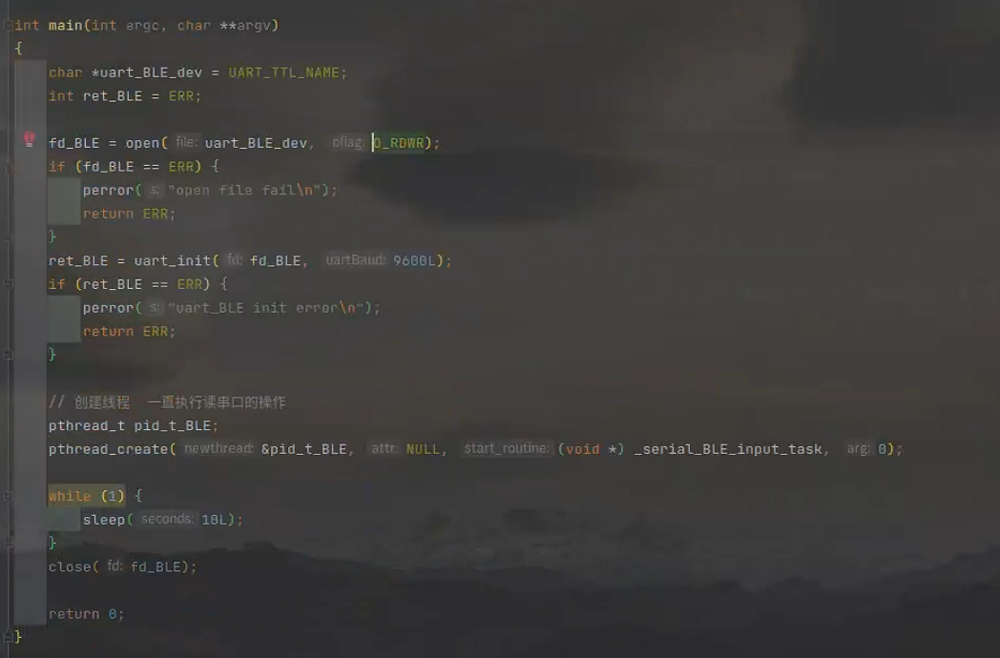 int main(int argc, char **argv)
{
char *uart_BLE_dev = UART_TTL_NAME;
int ret_BLE = ERR;
fd_BLE = open( file: uart_BLE_dev, oflag: O_RDWR);
if (fd_BLE == ERR) {
perror( s: "open file fail\n");
return ERR;
}
ret_BLE = uart_init( fd: fd_BLE, uartBaud: 9600L);
if (ret_BLE == ERR) {
perror( s: "uart_BLE init error\n");
return ERR;
}
// 创建线程 一直执行读串口的操作
pthread_t pid_t_BLE;
pthread_create( newthread: &pid_t_BLE, attr: NULL, start_routine: (void *) _serial_BLE_input_task, arg: 0);
while (1) {
sleep( seconds: 10L);
}
close( fd: fd_BLE);
return 0;
}